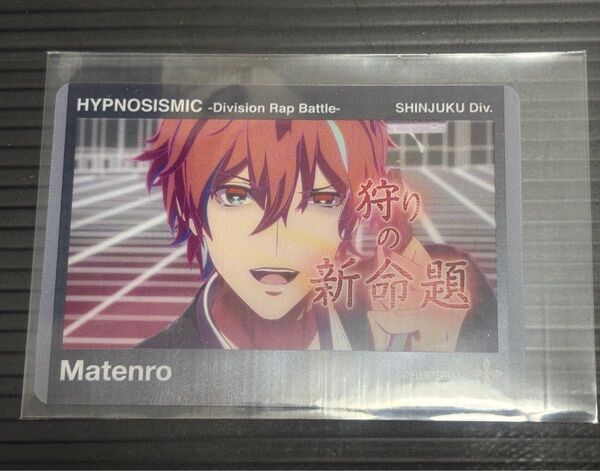 HYPNOSISMIC -Division Rap Battle- SHINJUKU Div.
狩り
の
新命題
Matenro